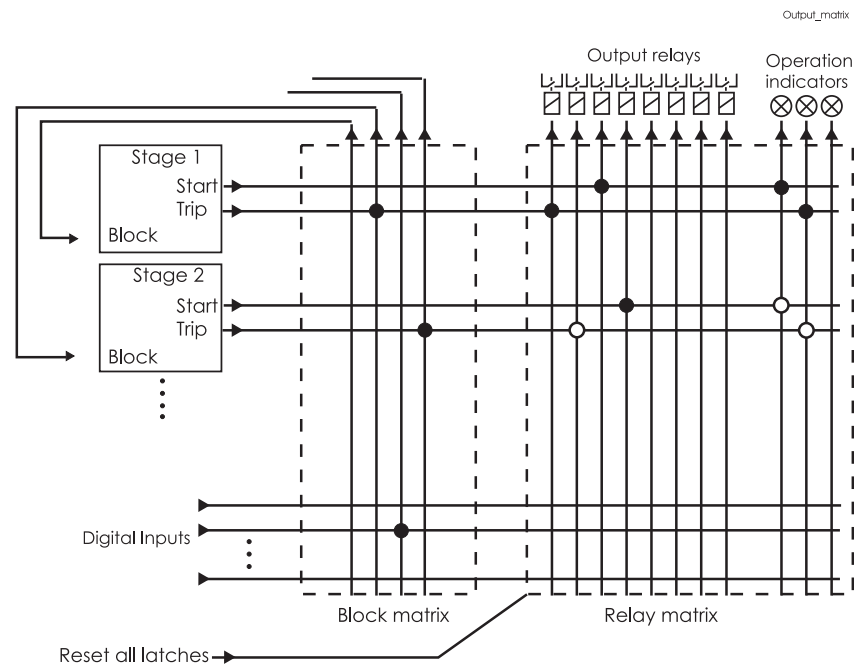 Output_matrix
Output relays
Operation
indicators
Stage 1
Start
Trip
Block
Stage 2
Start
Trip
Block
Digital Inputs
Block matrix
Relay matrix
Reset all latches